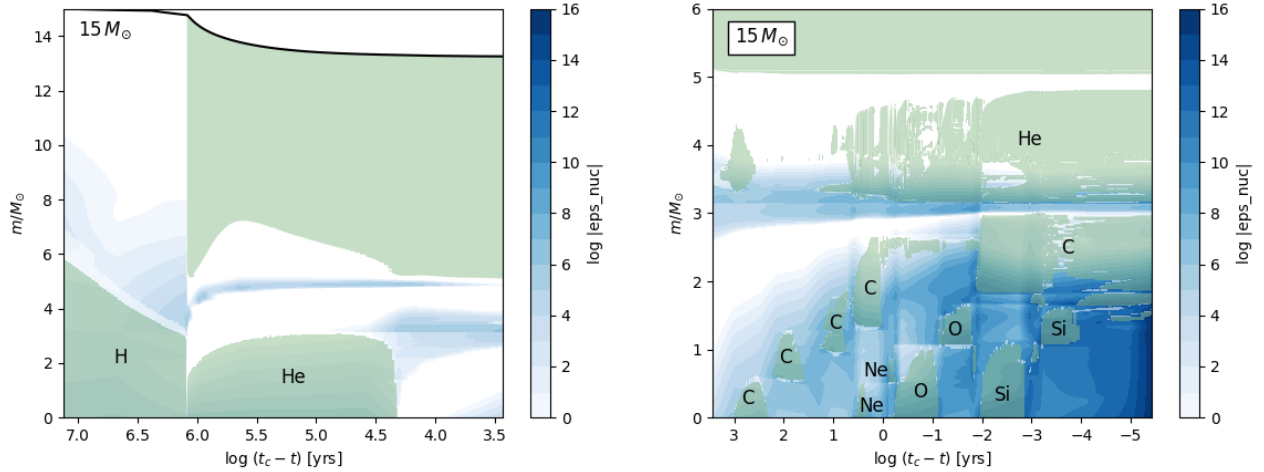 15 M⊙
14
12
10
8
6
4
2
0
m/M⊙
H
He
7.0 6.5 6.0 5.5 5.0 4.5 4.0 3.5
log (t_c − t) [yrs]
16
14
12
10
8
6
4
2
0
log |eps_nuc|
15 M⊙
6
5
4
3
2
1
0
m/M⊙
He
C
C
C
O
Si
C
Ne
C
Ne
O
Si
3 2 1 0 −1 −2 −3 −4 −5
log (t_c − t) [yrs]
16
14
12
10
8
6
4
2
0
log |eps_nuc|